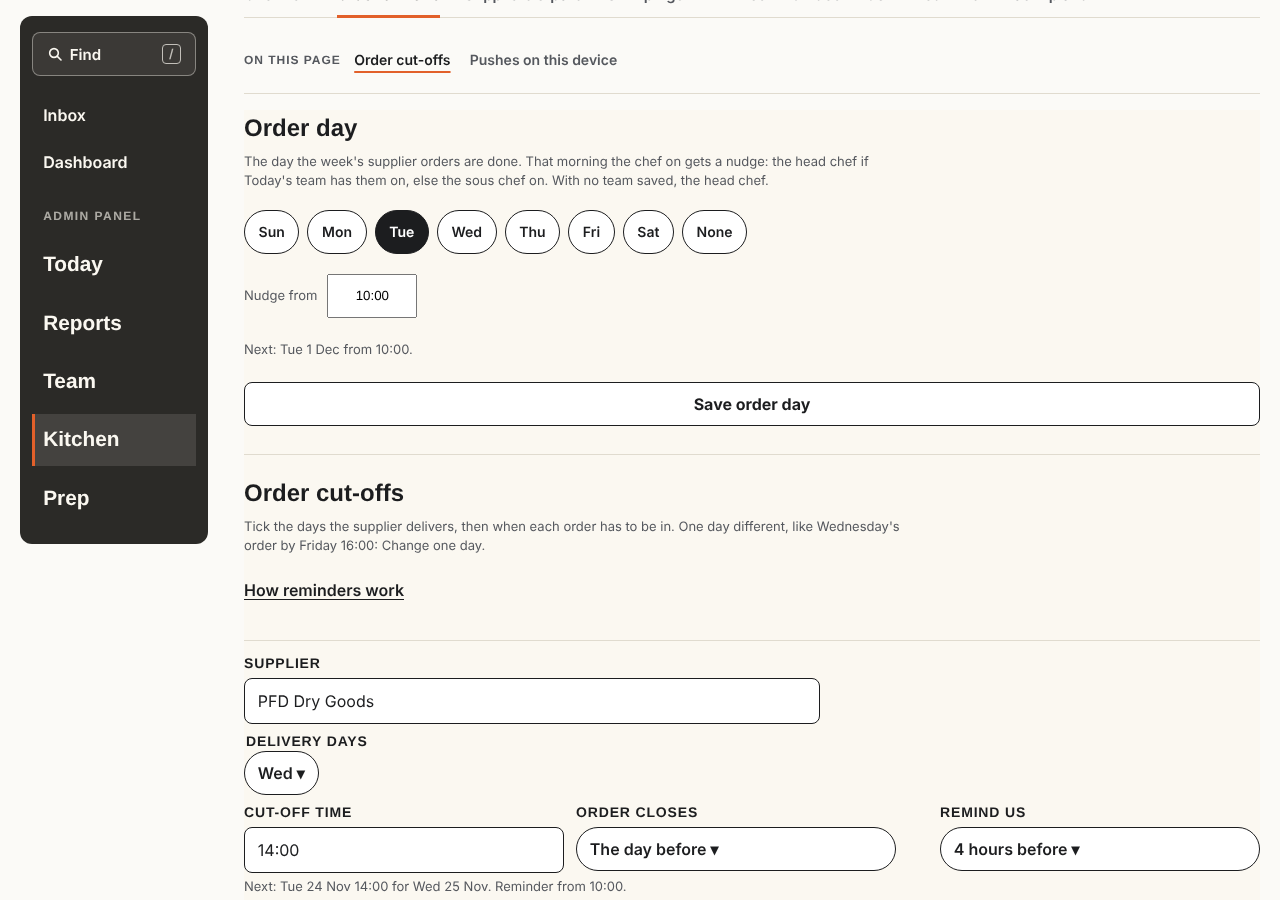 Find /
Inbox
Dashboard
ADMIN PANEL
Today
Reports
Team
Kitchen
Prep
ON THIS PAGE Order cut-offs Pushes on this device
Order day
The day the week's supplier orders are done. That morning the chef on gets a nudge: the head chef if
Today's team has them on, else the sous chef on. With no team saved, the head chef.
Sun Mon Tue Wed Thu Fri Sat None
Nudge from 10:00
Next: Tue 1 Dec from 10:00.
Save order day
Order cut-offs
Tick the days the supplier delivers, then when each order has to be in. One day different, like Wednesday's
order by Friday 16:00: Change one day.
How reminders work
SUPPLIER
PFD Dry Goods
DELIVERY DAYS
Wed ▾
CUT-OFF TIME ORDER CLOSES REMIND US
14:00 The day before ▾ 4 hours before ▾
Next: Tue 24 Nov 14:00 for Wed 25 Nov. Reminder from 10:00.